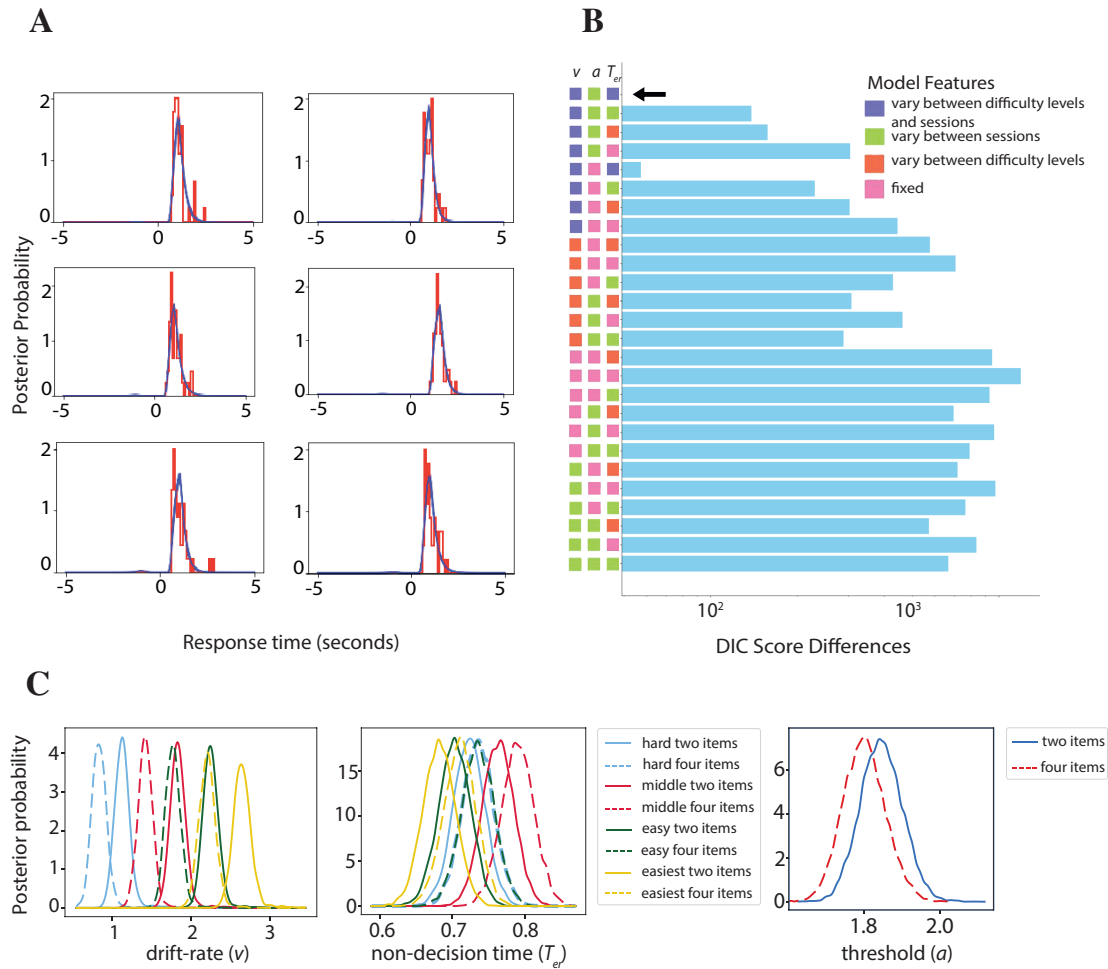 A
Posterior Probability
2
1
0
-5
0
5
2
1
0
-5
0
5
2
1
0
-5
0
5
2
1
0
-5
0
5
2
1
0
-5
0
5
2
1
0
-5
0
5
Response time (seconds)
B
v a Ter
Model Features
vary between difficulty levels
and sessions
vary between sessions
vary between difficulty levels
fixed
10²
10³
DIC Score Differences
C
Posterior probability
4
3
2
1
0
1
2
3
drift-rate (v)
15
10
5
0
0.6
0.7
0.8
non-decision time (Ter)
hard two items
hard four items
middle two items
middle four items
easy two items
easy four items
easiest two items
easiest four items
6
4
2
0
1.8
2.0
threshold (a)
two items
four items